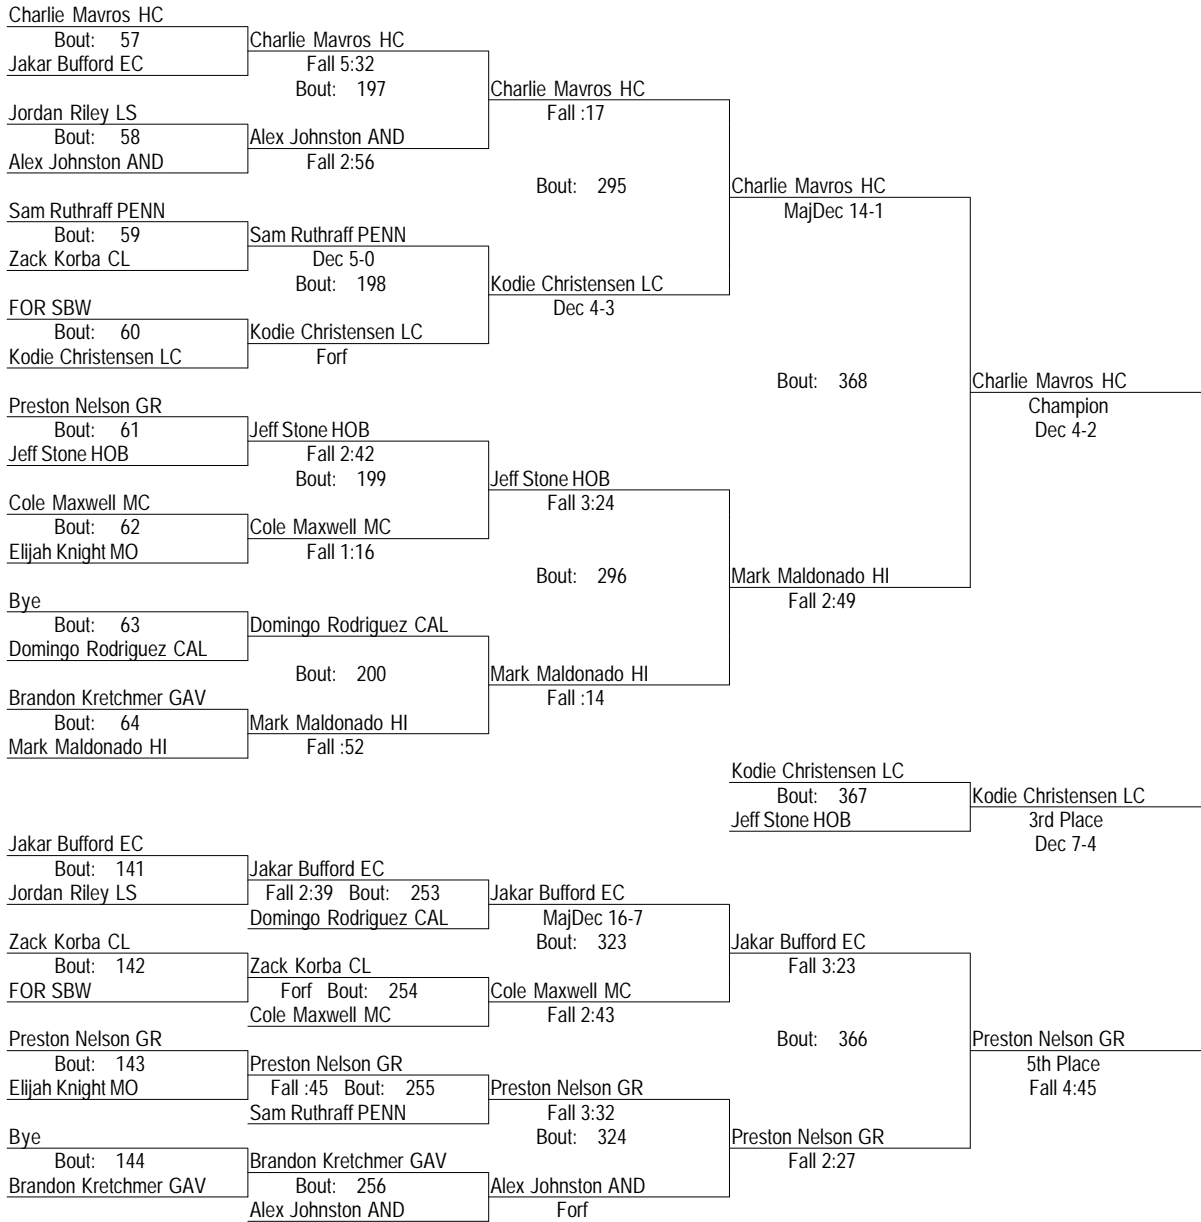 Charlie Mavros HC
Bout: 57
Jakar Bufford EC
Charlie Mavros HC
Fall 5:32
Bout: 197
Jordan Riley LS
Bout: 58
Alex Johnston AND
Alex Johnston AND
Fall 2:56
Charlie Mavros HC
Fall :17
Bout: 295
Sam Ruthraff PENN
Bout: 59
Zack Korba CL
Sam Ruthraff PENN
Dec 5-0
Bout: 198
FOR SBW
Bout: 60
Kodie Christensen LC
Kodie Christensen LC
Forf
Kodie Christensen LC
Dec 4-3
Charlie Mavros HC
MajDec 14-1
Bout: 368
Preston Nelson GR
Bout: 61
Jeff Stone HOB
Jeff Stone HOB
Fall 2:42
Bout: 199
Cole Maxwell MC
Bout: 62
Elijah Knight MO
Cole Maxwell MC
Fall 1:16
Jeff Stone HOB
Fall 3:24
Bout: 296
Bye
Bout: 63
Domingo Rodriguez CAL
Domingo Rodriguez CAL
Bout: 200
Brandon Kretchmer GAV
Bout: 64
Mark Maldonado HI
Mark Maldonado HI
Fall :52
Mark Maldonado HI
Fall :14
Mark Maldonado HI
Fall 2:49
Charlie Mavros HC
Champion
Dec 4-2
Kodie Christensen LC
Bout: 367
Jeff Stone HOB
Kodie Christensen LC
3rd Place
Dec 7-4
Jakar Bufford EC
Bout: 141
Jordan Riley LS
Jakar Bufford EC
Fall 2:39 Bout: 253
Domingo Rodriguez CAL
Jakar Bufford EC
MajDec 16-7
Bout: 323
Zack Korba CL
Bout: 142
FOR SBW
Zack Korba CL
Forf Bout: 254
Cole Maxwell MC
Cole Maxwell MC
Fall 2:43
Jakar Bufford EC
Fall 3:23
Bout: 366
Preston Nelson GR
Bout: 143
Elijah Knight MO
Preston Nelson GR
Fall :45 Bout: 255
Sam Ruthraff PENN
Preston Nelson GR
Fall 3:32
Bout: 324
Bye
Bout: 144
Brandon Kretchmer GAV
Brandon Kretchmer GAV
Bout: 256
Alex Johnston AND
Alex Johnston AND
Forf
Preston Nelson GR
Fall 2:27
Preston Nelson GR
5th Place
Fall 4:45